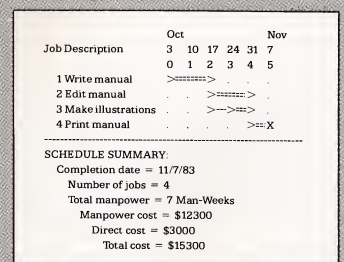 Oct Nov
Job Description 3 10 17 24 31 7
0 1 2 3 4 5
1 Write manual >=======> . . .
2 Edit manual . . >======> .
3 Make illustrations . . >--->==> .
4 Print manual . . . . >==X
----------------------------------------------------------------
SCHEDULE SUMMARY:
Completion date = 11/7/83
Number of jobs = 4
Total manpower = 7 Man-Weeks
Manpower cost = $12300
Direct cost = $3000
Total cost = $15300